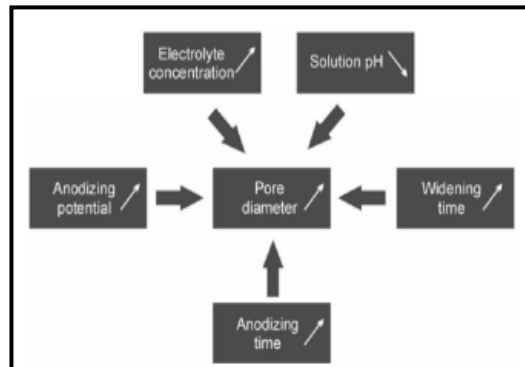 Electrolyte
concentration
Solution pH
Anodizing
potential
Pore
diameter
Widening
time
Anodizing
time